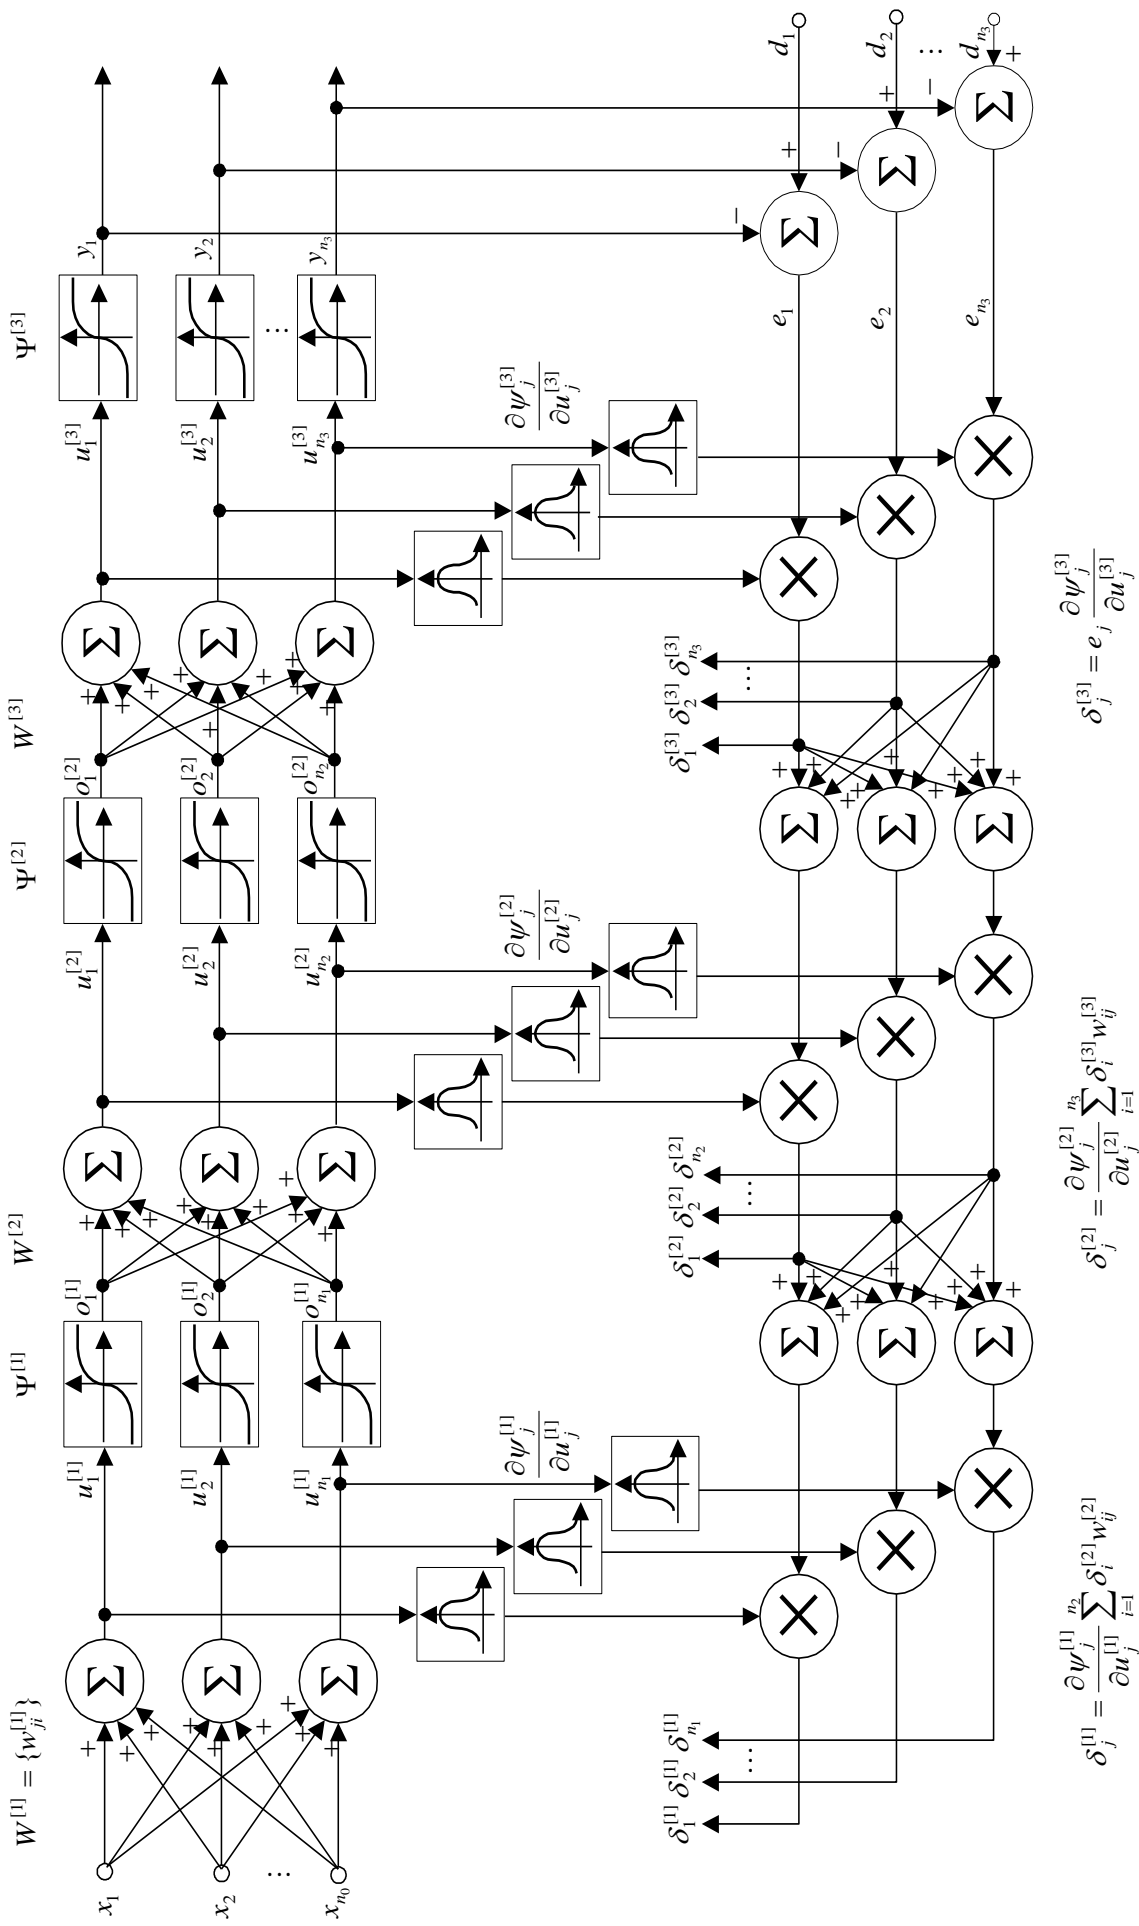 W^{[1]} = {w_{ji}^{[1]}} Ψ^{[1]} W^{[2]} Ψ^{[2]} W^{[3]} Ψ^{[3]}
x_1 Σ u_1^{[1]} o_1^{[1]} Σ u_1^{[2]} o_1^{[2]} Σ u_1^{[3]} y_1
x_2 Σ u_2^{[1]} o_2^{[1]} Σ u_2^{[2]} o_2^{[2]} Σ u_2^{[3]} y_2
... ...
x_{n_0} Σ u_{n_1}^{[1]} o_{n_1}^{[1]} Σ u_{n_2}^{[2]} o_{n_2}^{[2]} Σ u_{n_3}^{[3]} y_{n_3}
∂ψ_j^{[1]}/∂u_j^{[1]} ∂ψ_j^{[2]}/∂u_j^{[2]} ∂ψ_j^{[3]}/∂u_j^{[3]}
δ_1^{[1]} δ_2^{[1]} ... δ_{n_1}^{[1]} δ_1^{[2]} δ_2^{[2]} ... δ_{n_2}^{[2]} δ_1^{[3]} δ_2^{[3]} ... δ_{n_3}^{[3]}
× Σ × Σ × e_1 Σ − + d_1
× Σ × Σ × e_2 Σ − + d_2
...
× Σ × Σ × e_{n_3} Σ − + d_{n_3}
δ_j^{[1]} = ∂ψ_j^{[1]}/∂u_j^{[1]} Σ_{i=1}^{n_2} δ_i^{[2]} w_{ij}^{[2]}
δ_j^{[2]} = ∂ψ_j^{[2]}/∂u_j^{[2]} Σ_{i=1}^{n_3} δ_i^{[3]} w_{ij}^{[3]}
δ_j^{[3]} = e_j ∂ψ_j^{[3]}/∂u_j^{[3]}